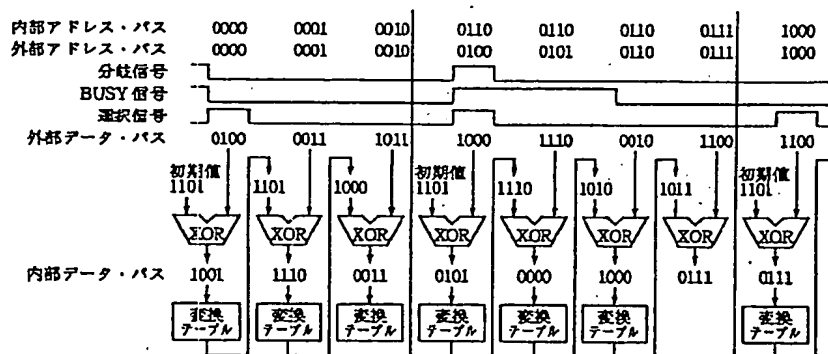 内部アドレス・バス 0000 0001 0010 0110 0110 0110 0111 1000
外部アドレス・バス 0000 0001 0010 0100 0101 0110 0111 1000
分岐信号
BUSY信号
選択信号
外部データ・バス 0100 0011 1011 1000 1110 0010 1100 1100
初期値 初期値 初期値
1101 1101 1000 1101 1110 1010 1011 1101
XOR XOR XOR XOR XOR XOR XOR XOR
内部データ・バス 1001 1110 0011 0101 0000 1000 0111 0111
変換 変換 変換 変換 変換 変換 変換
テーブル テーブル テーブル テーブル テーブル テーブル テーブル